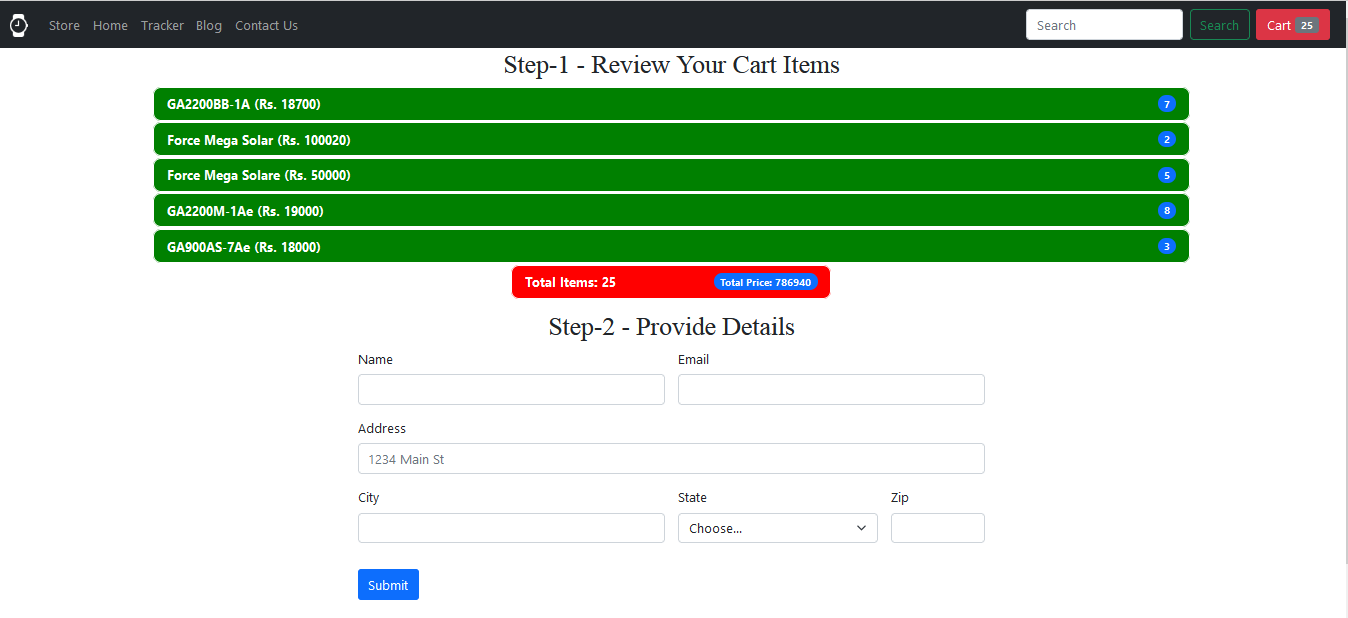 Store Home Tracker Blog Contact Us Search Search Cart 25
Step-1 - Review Your Cart Items
GA2200BB-1A (Rs. 18700) 7
Force Mega Solar (Rs. 100020) 2
Force Mega Solare (Rs. 50000) 5
GA2200M-1Ae (Rs. 19000) 8
GA900AS-7Ae (Rs. 18000) 3
Total Items: 25 Total Price: 786940
Step-2 - Provide Details
Name Email
Address
1234 Main St
City State Zip
Choose...
Submit